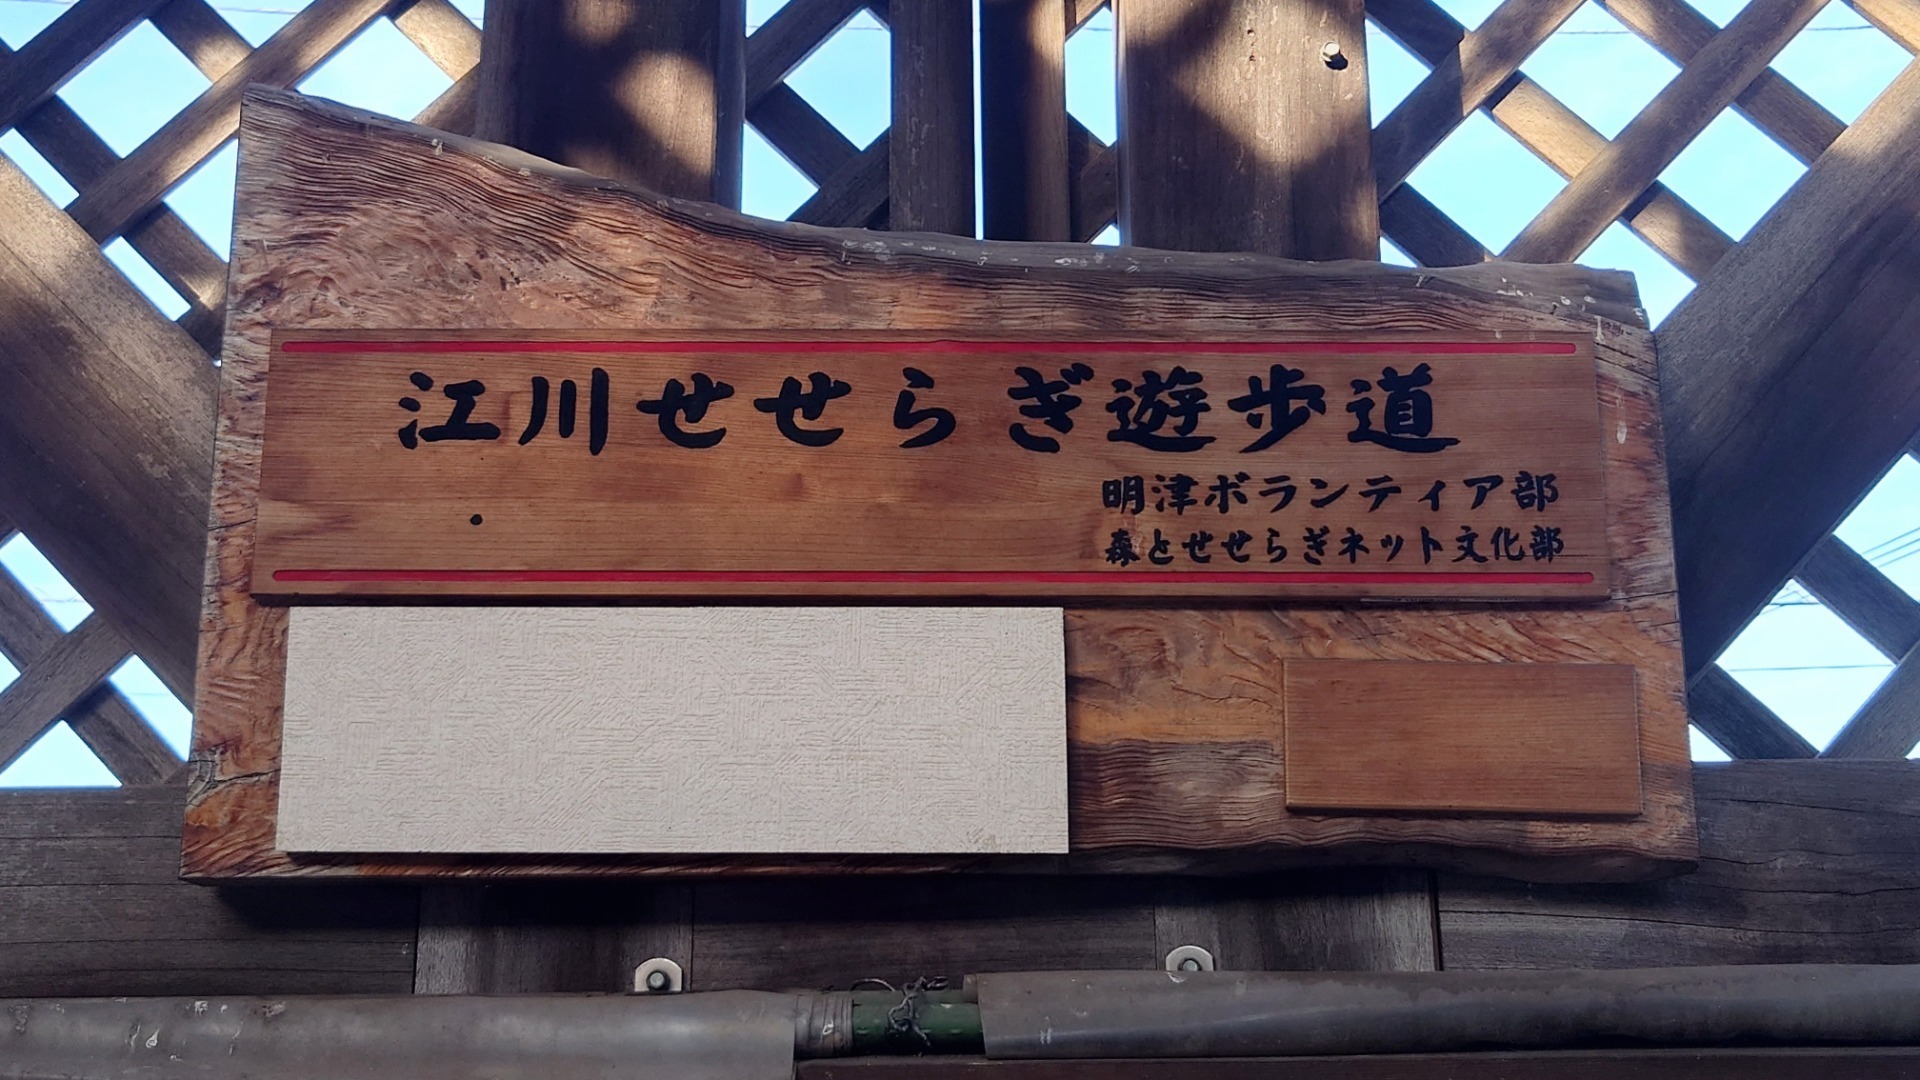 江川せせらぎ遊歩道
明津ボランティア部
森とせせらぎネット文化部